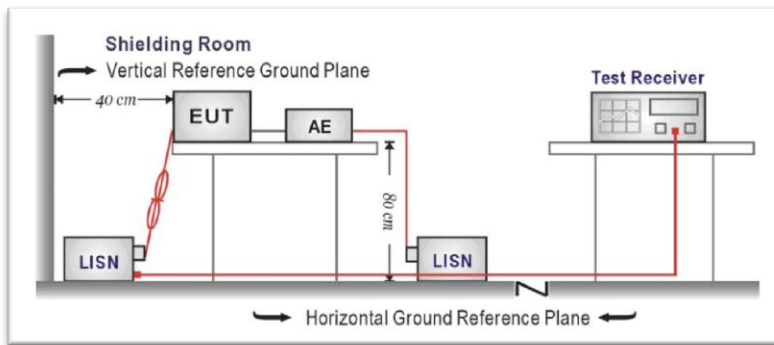 Shielding Room
Vertical Reference Ground Plane
40 cm
EUT
AE
Test Receiver
80 cm
LISN
LISN
Horizontal Ground Reference Plane